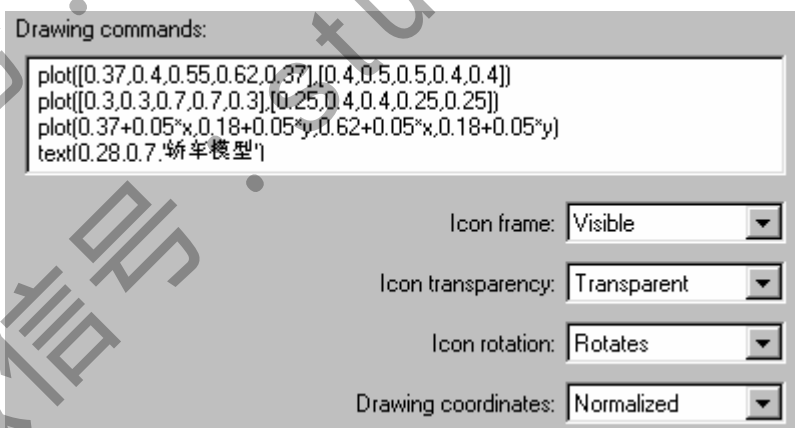 Drawing commands:
plot([0.37,0.4,0.55,0.62,0.37],[0.4,0.5,0.5,0.4,0.4])
plot([0.3,0.3,0.7,0.7,0.3],[0.25,0.4,0.4,0.25,0.25])
plot(0.37+0.05*x,0.18+0.05*y,0.62+0.05*x,0.18+0.05*y)
text(0.28,0.7,'轿车模型')
Icon frame: Visible
Icon transparency: Transparent
Icon rotation: Rotates
Drawing coordinates: Normalized